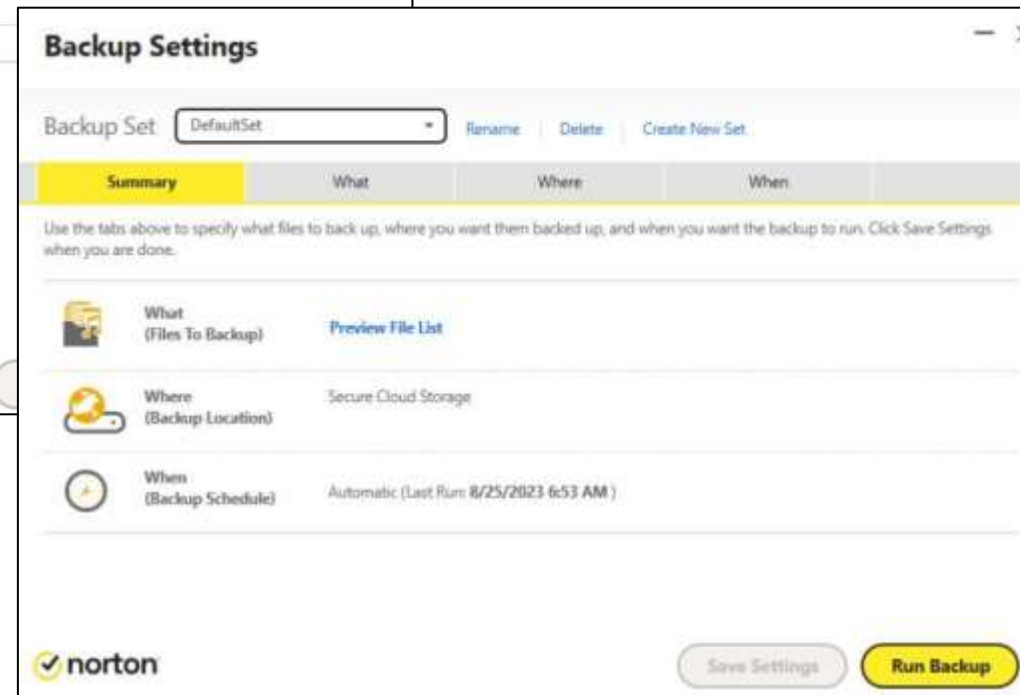 Backup Settings
Backup Set DefaultSet Rename Delete Create New Set
Summary What Where When
Use the tabs above to specify what files to back up, where you want them backed up, and when you want the backup to run. Click Save Settings
when you are done.
What
(Files To Backup) Preview File List
Where Secure Cloud Storage
(Backup Location)
When
(Backup Schedule) Automatic (Last Run: 8/25/2023 6:53 AM )
norton Save Settings Run Backup